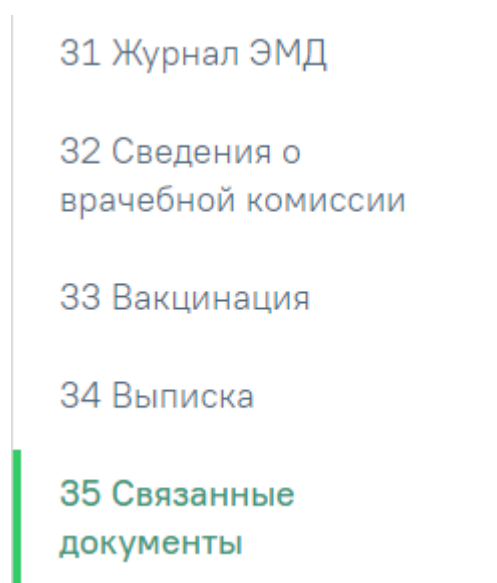 31 Журнал ЭМД
32 Сведения о
врачебной комиссии
33 Вакцинация
34 Выписка
35 Связанные
документы